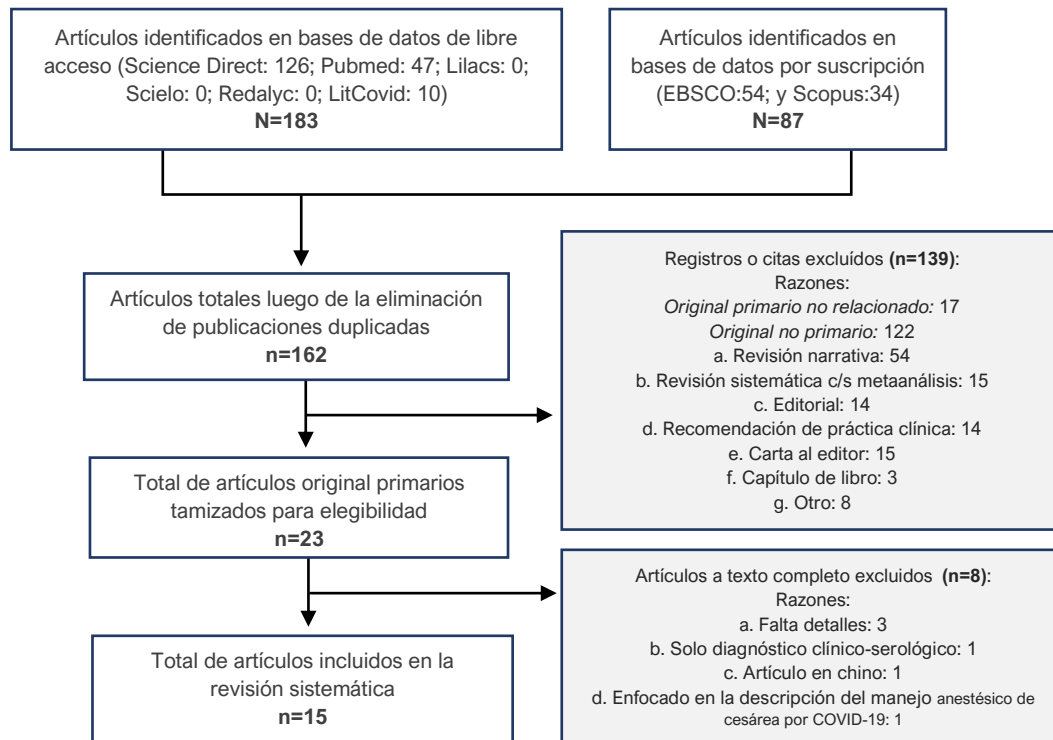 Artículos identificados en bases de datos de libre
acceso (Science Direct: 126; Pubmed: 47; Lilacs: 0;
Scielo: 0; Redalyc: 0; LitCovid: 10)
N=183
Artículos identificados en
bases de datos por suscripción
(EBSCO:54; y Scopus:34)
N=87
Artículos totales luego de la eliminación
de publicaciones duplicadas
n=162
Registros o citas excluídos (n=139):
Razones:
Original primario no relacionado: 17
Original no primario: 122
a. Revisión narrativa: 54
b. Revisión sistemática c/s metaanálisis: 15
c. Editorial: 14
d. Recomendación de práctica clínica: 14
e. Carta al editor: 15
f. Capítulo de libro: 3
g. Otro: 8
Total de artículos original primarios
tamizados para elegibilidad
n=23
Artículos a texto completo excluidos (n=8):
Razones:
a. Falta detalles: 3
b. Solo diagnóstico clínico-serológico: 1
c. Artículo en chino: 1
d. Enfocado en la descripción del manejo anestésico de
cesárea por COVID-19: 1
Total de artículos incluidos en la
revisión sistemática
n=15